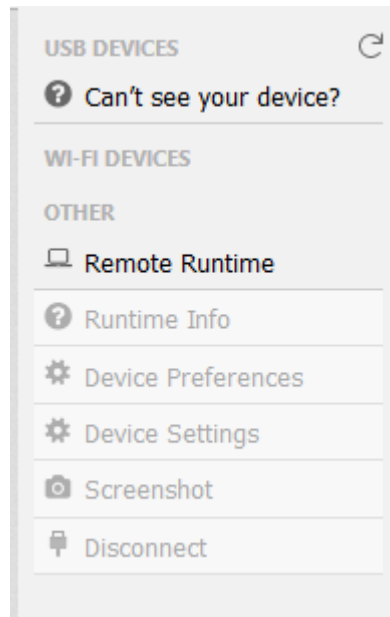 USB DEVICES
Can't see your device?
WI-FI DEVICES
OTHER
Remote Runtime
Runtime Info
Device Preferences
Device Settings
Screenshot
Disconnect